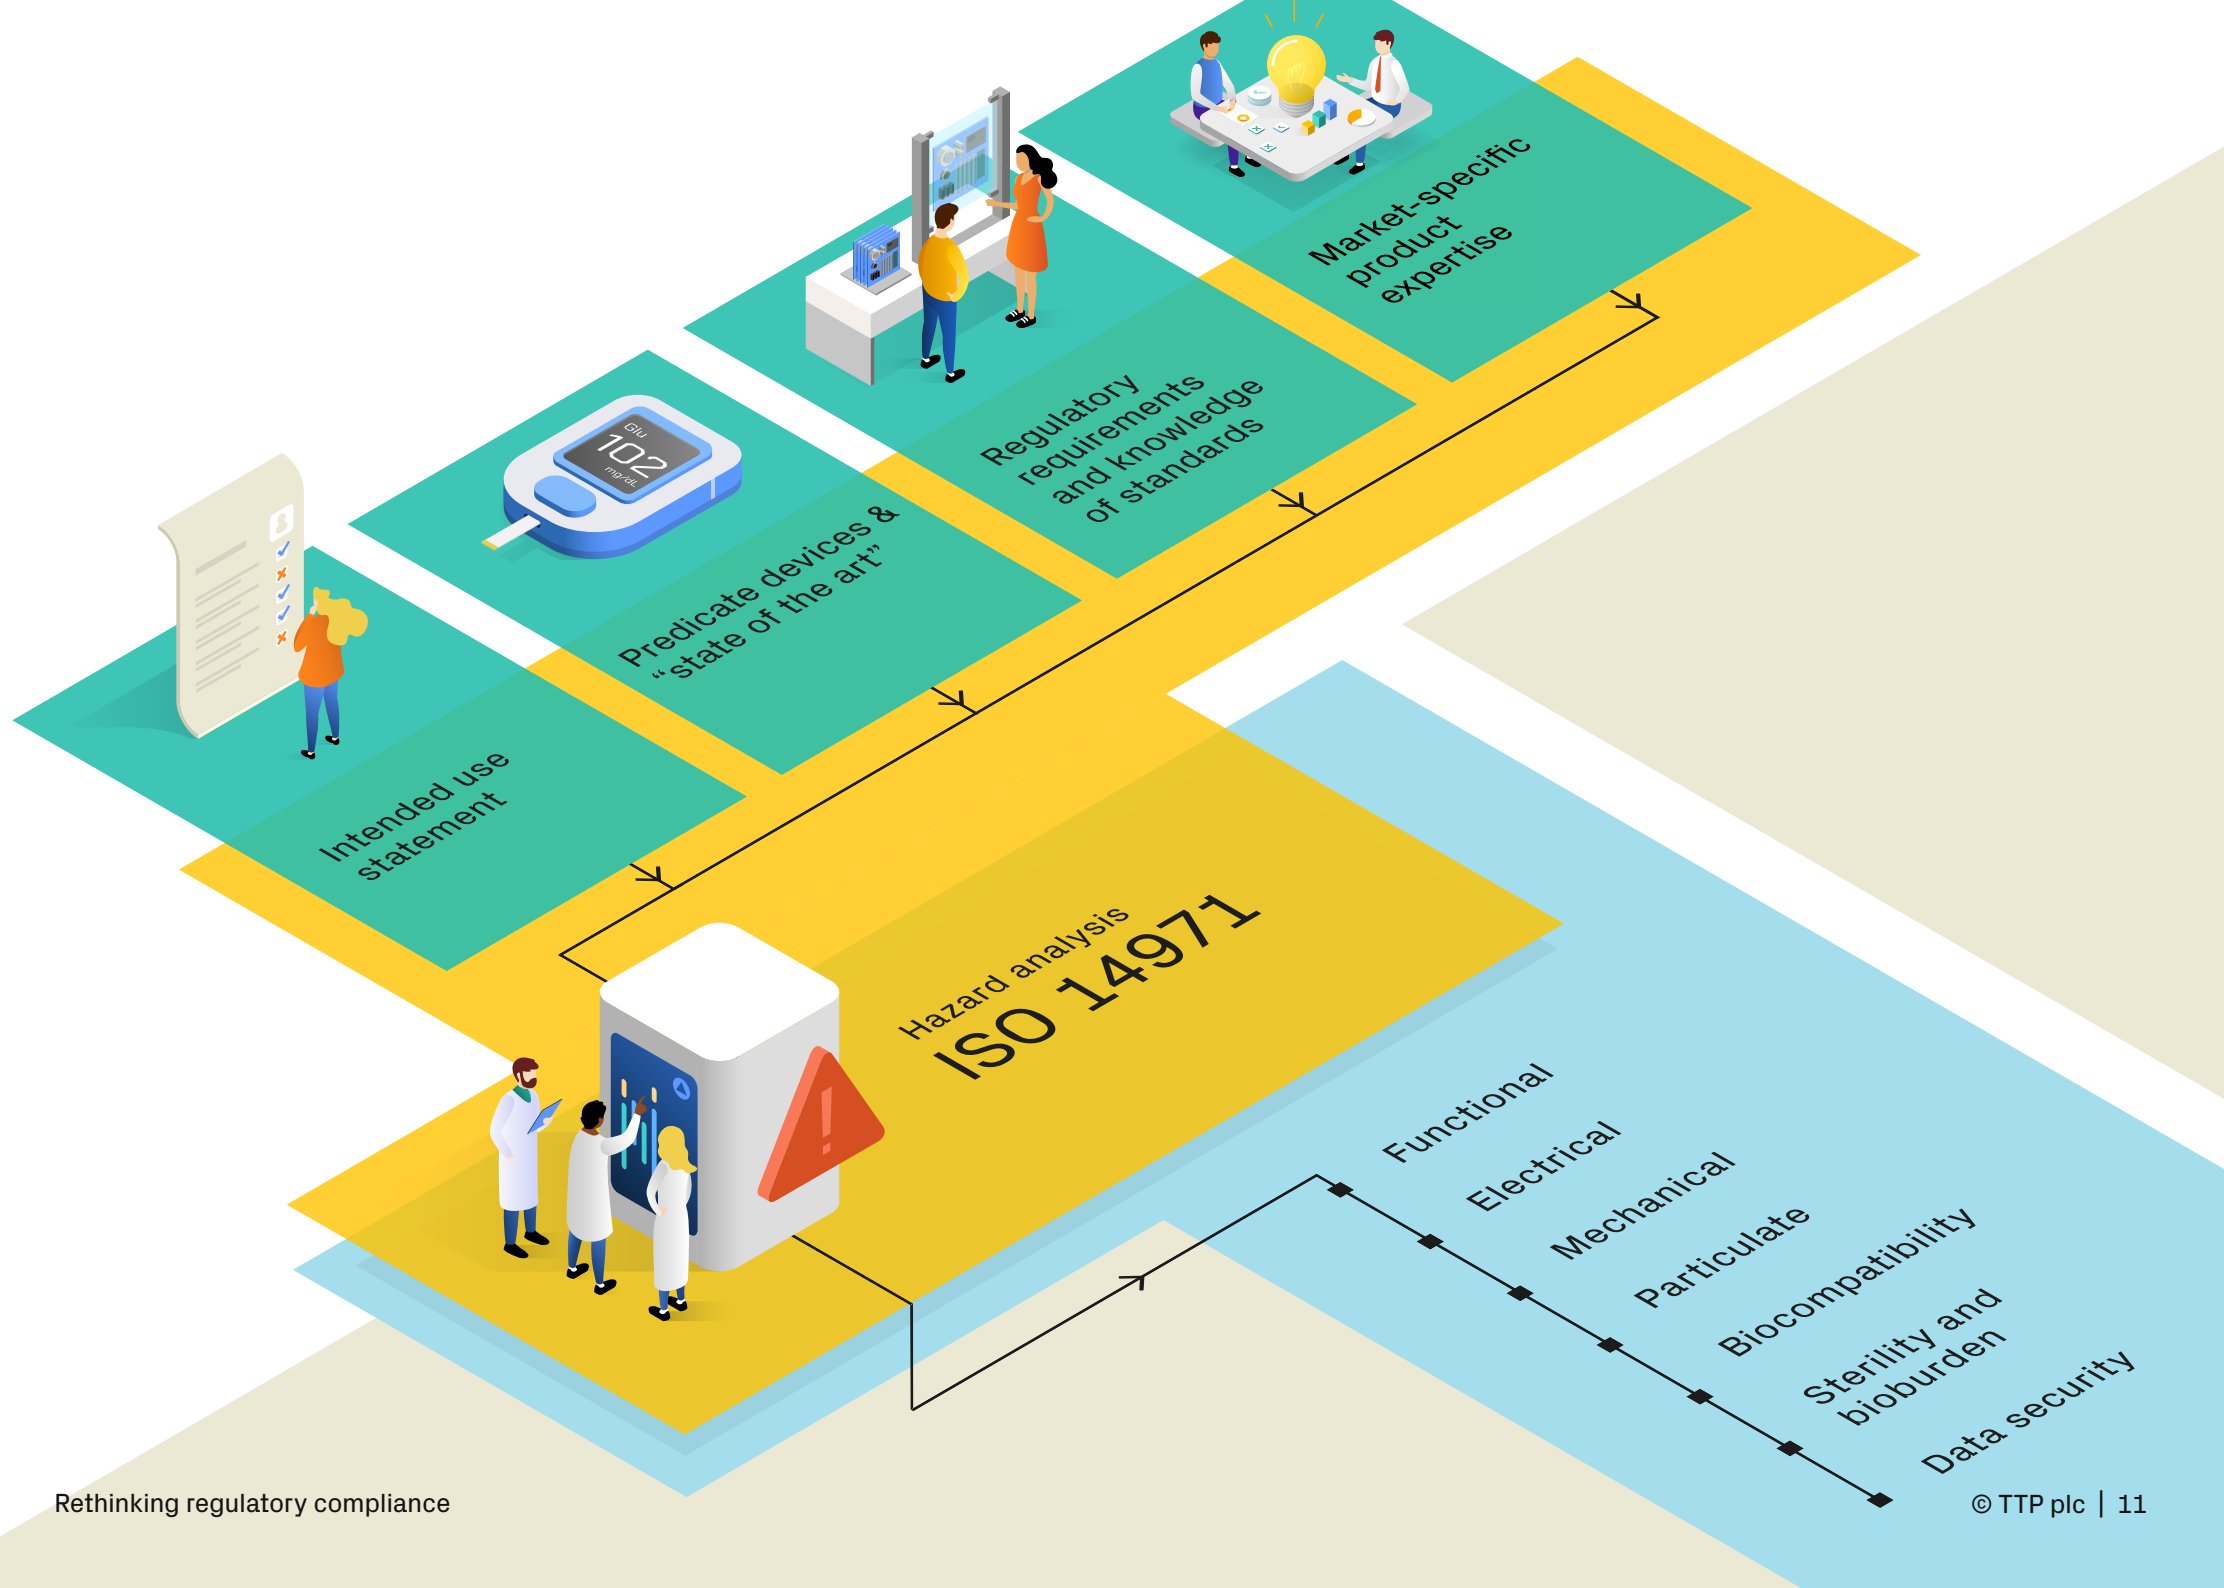 Market-specific
product
expertise
Regulatory
requirements
and knowledge
of standards
Glu
102
mg/dL
Predicate devices &
“state of the art”
Intended use
statement
Hazard analysis
ISO 14971
!
Functional
Electrical
Mechanical
Particulate
Biocompatibility
Sterility and
bioburden
Data security
Rethinking regulatory compliance
© TTP plc | 11